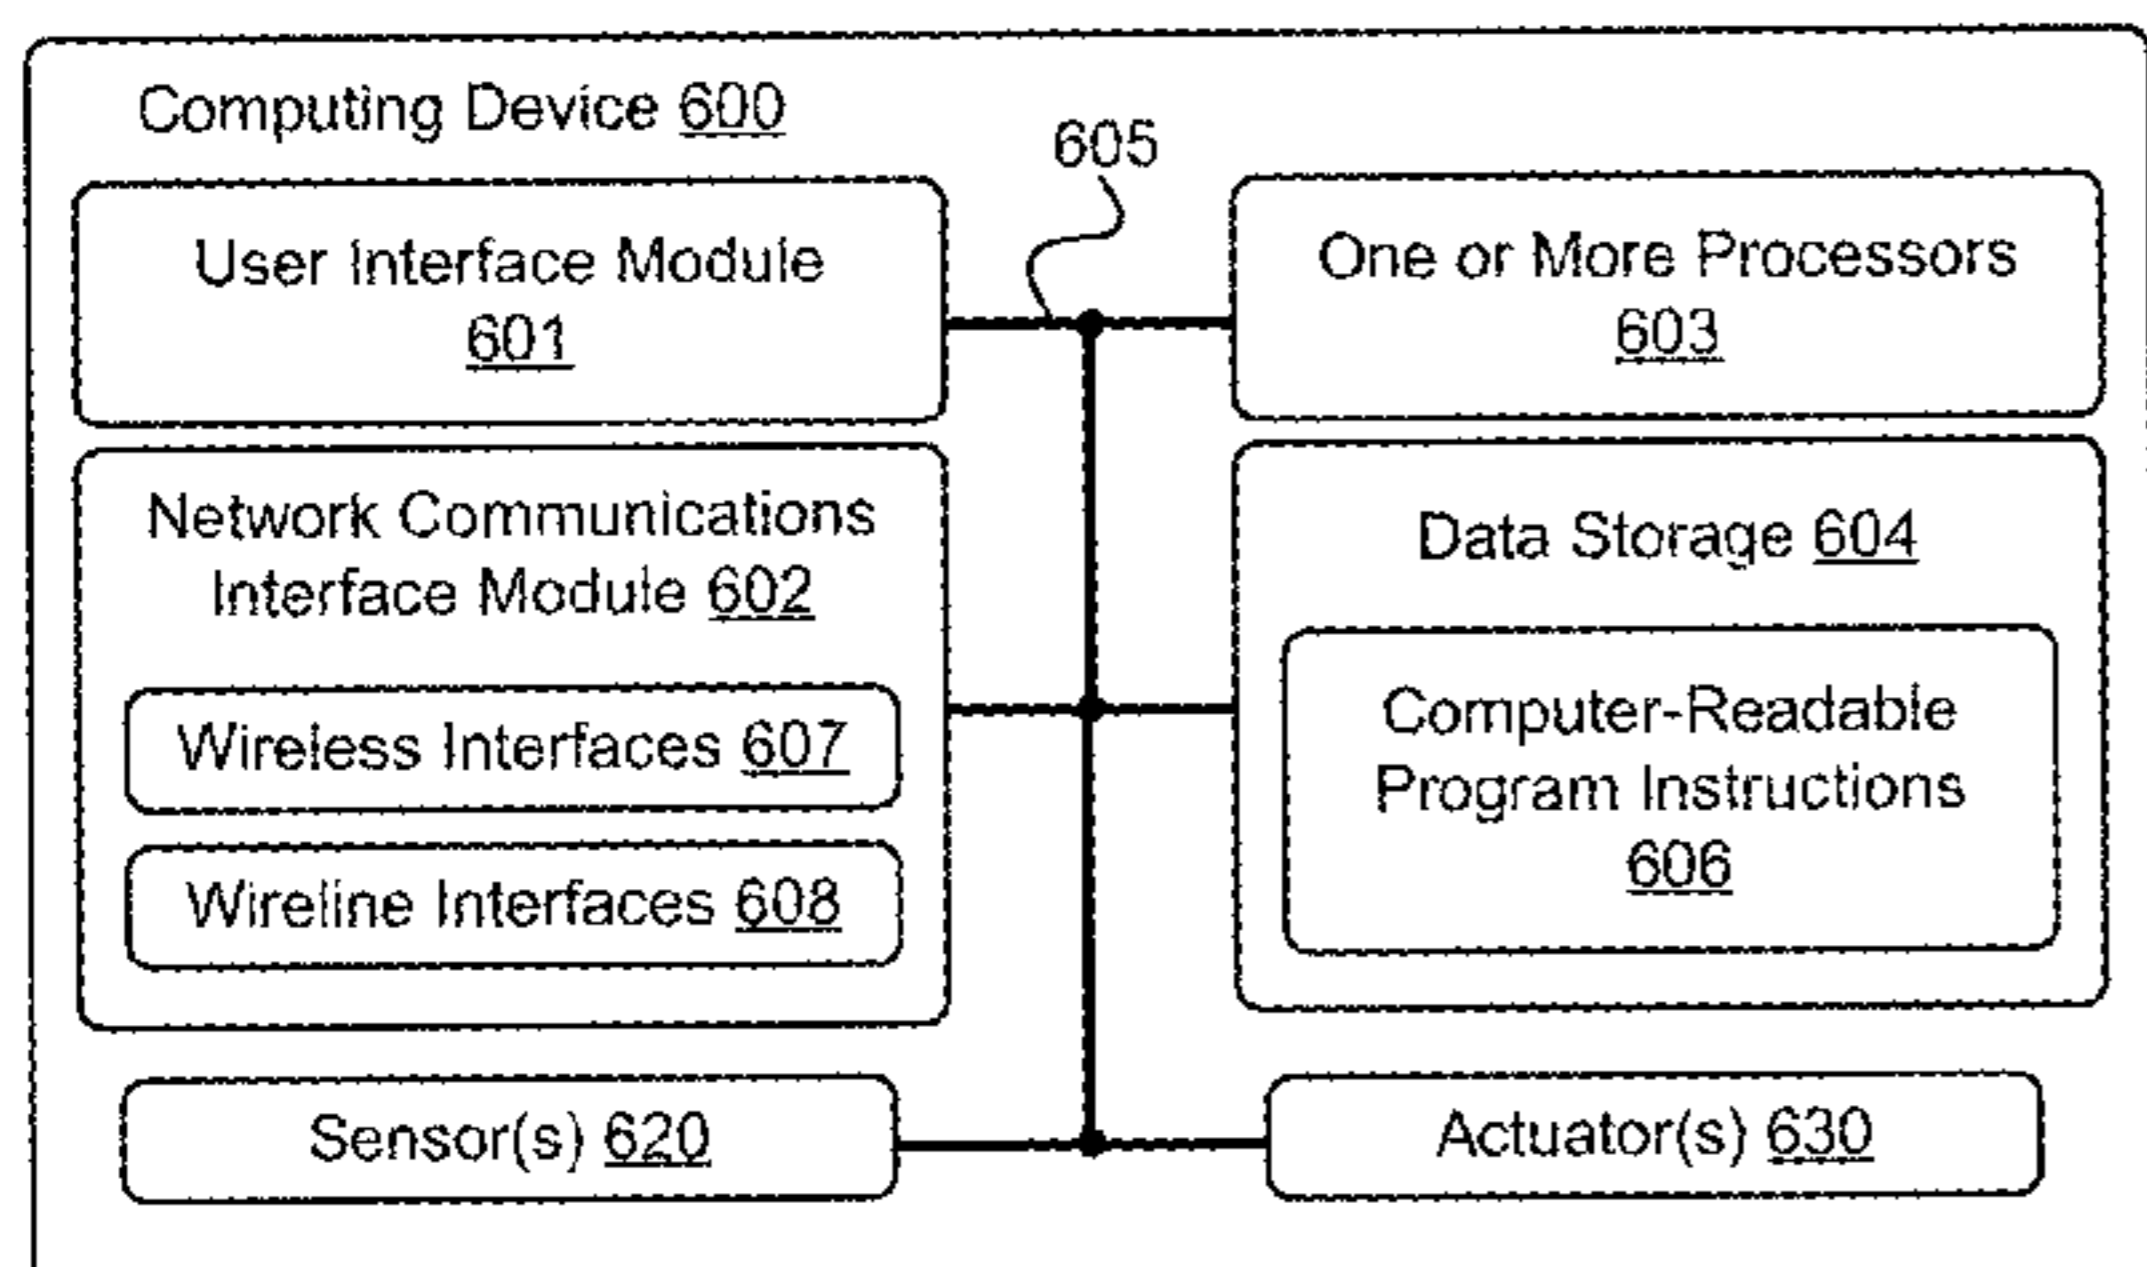 Computing Device 600
605
User Interface Module
601
One or More Processors
603
Network Communications
Interface Module 602
Wireless Interfaces 607
Wireline Interfaces 608
Data Storage 604
Computer-Readable
Program Instructions
606
Sensor(s) 620
Actuator(s) 630